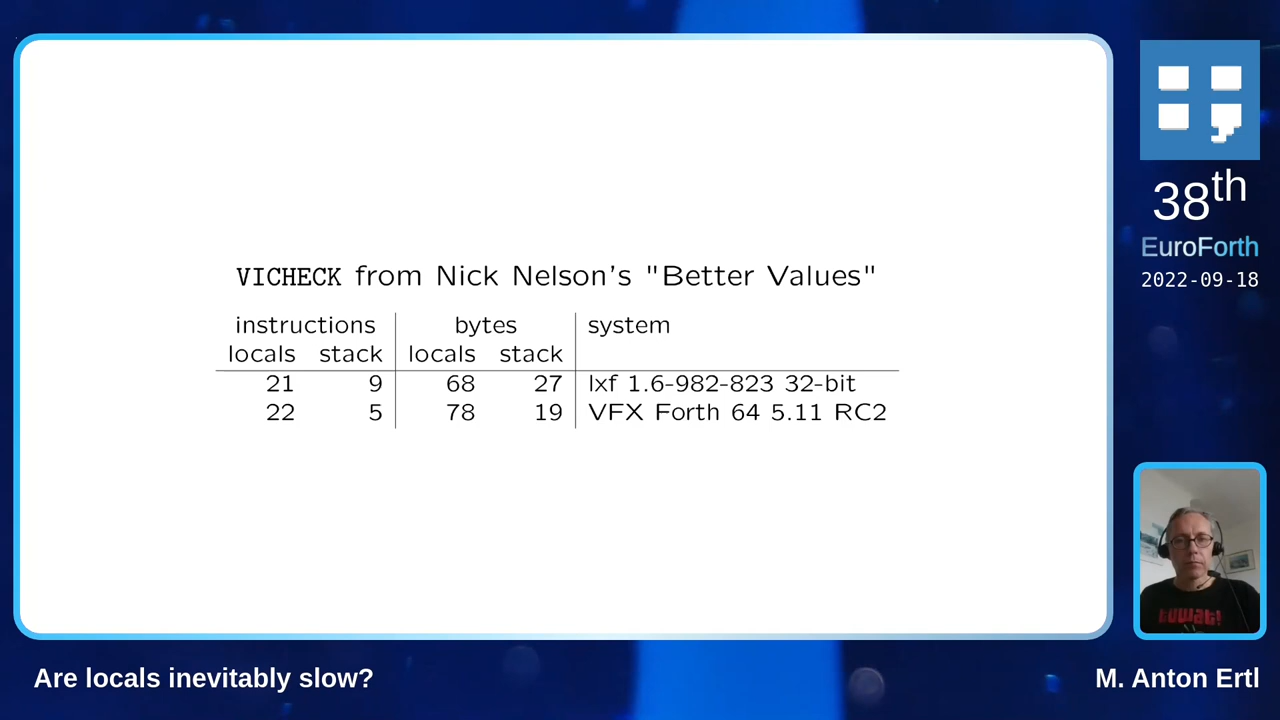 VICHECK from Nick Nelson's "Better Values"
instructions bytes system
locals stack locals stack
21 9 68 27 lxf 1.6-982-823 32-bit
22 5 78 19 VFX Forth 64 5.11 RC2
38th
EuroForth
2022-09-18
tuwat!
Are locals inevitably slow?
M. Anton Ertl